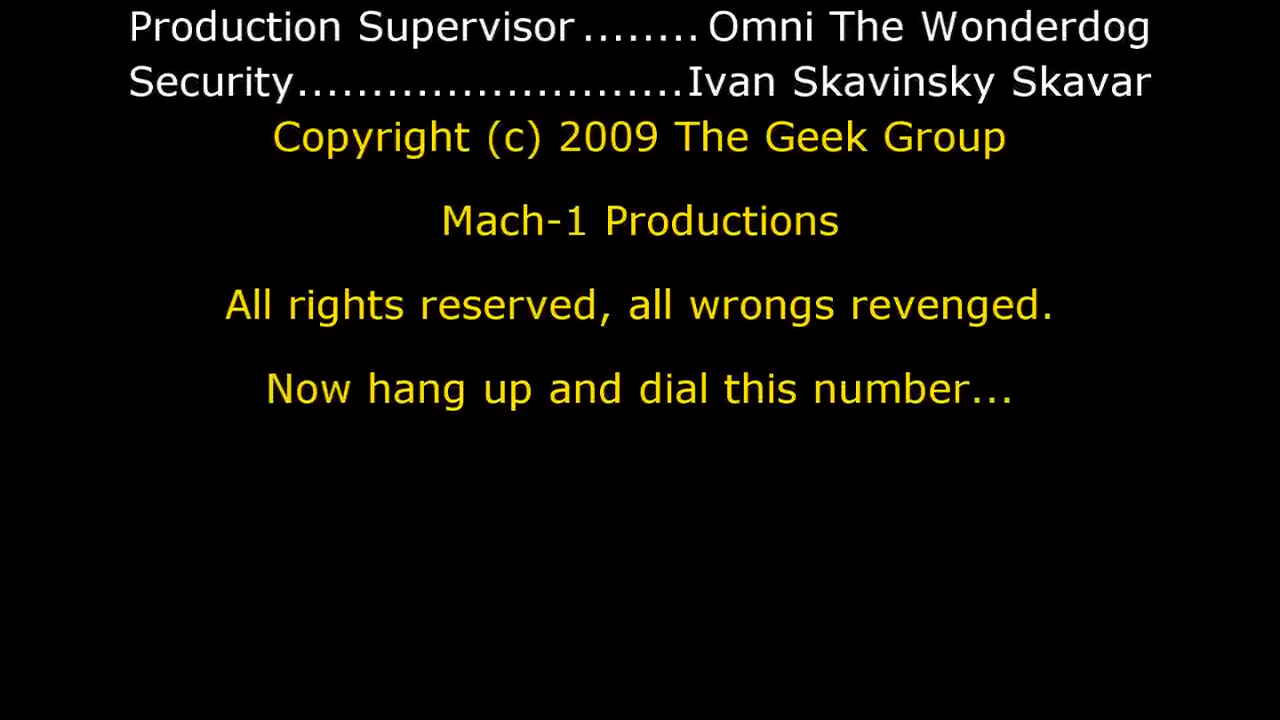 Production Supervisor........Omni The Wonderdog
Security..........................Ivan Skavinsky Skavar
Copyright (c) 2009 The Geek Group
Mach-1 Productions
All rights reserved, all wrongs revenged.
Now hang up and dial this number...